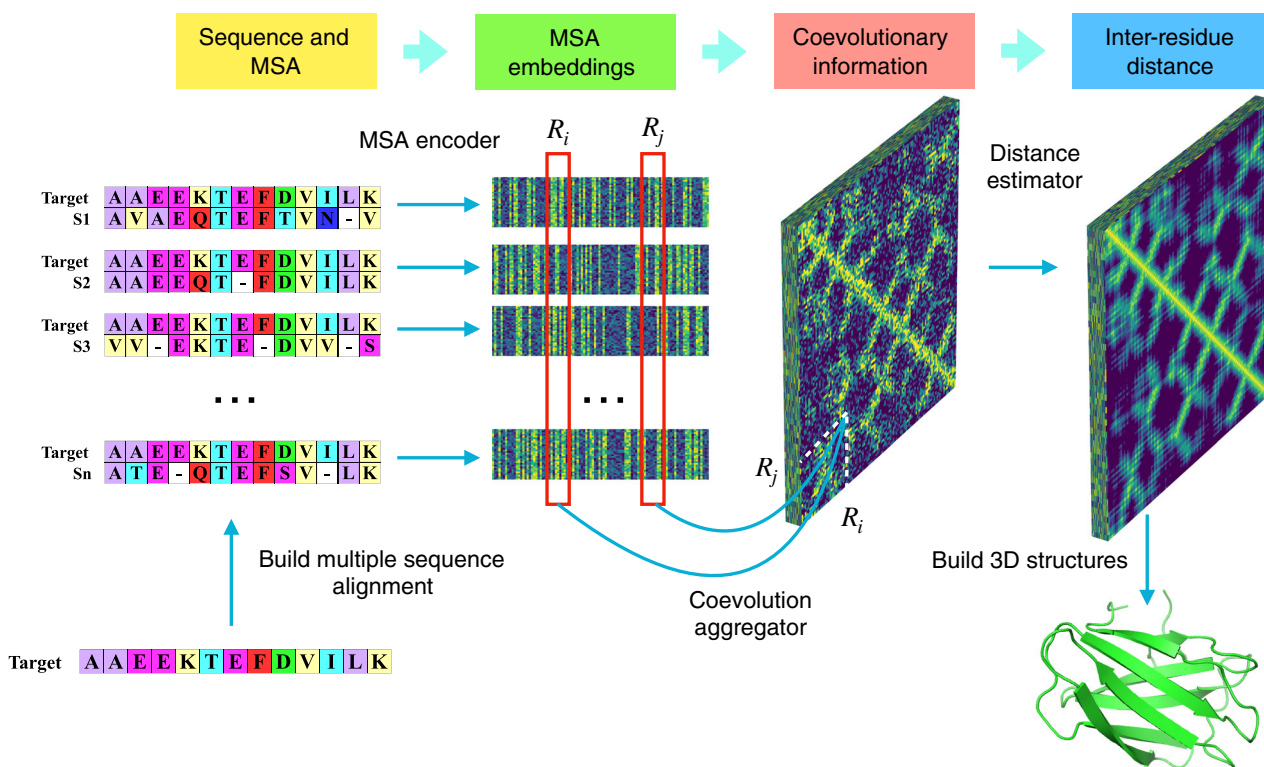 Sequence and
MSA
MSA
embeddings
Coevolutionary
information
Inter-residue
distance
MSA encoder
R_i
R_j
Distance
estimator
Target A A E E K T E F D V I L K
S1 A V A E Q T E F T V N - V
Target A A E E K T E F D V I L K
S2 A A E E Q T - F D V I L K
Target A A E E K T E F D V I L K
S3 V V - E K T E - D V V - S
...
...
Target A A E E K T E F D V I L K
Sn A T E - Q T E F S V - L K
R_j
R_i
Build multiple sequence
alignment
Coevolution
aggregator
Build 3D structures
Target A A E E K T E F D V I L K